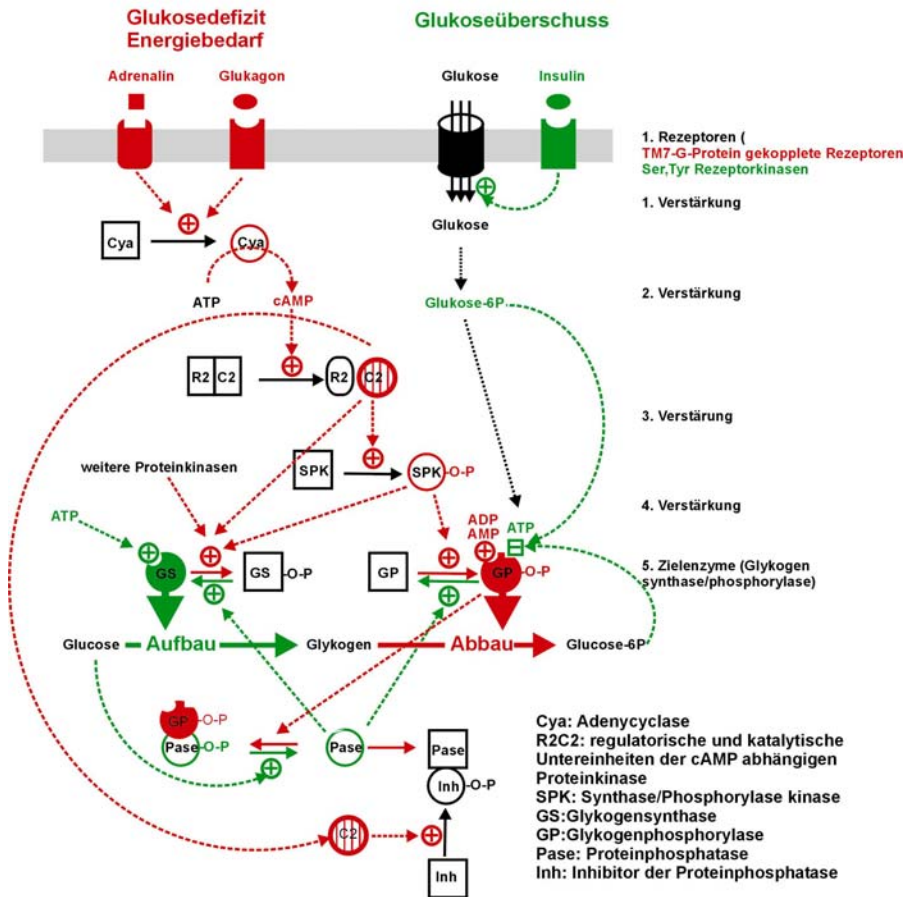 Glukosedefizit
Energiebedarf
Glukoseüberschuss
Adrenalin
Glukagon
Glukose
Insulin
1. Rezeptoren (
TM7-G-Protein gekopplete Rezeptoren
Ser,Tyr Rezeptorkinasen
1. Verstärkung
Glukose
Cya
Cya
ATP
cAMP
Glukose-6P
2. Verstärkung
R2 C2
R2
C2
3. Verstärung
weitere Proteinkinasen
SPK
SPK -O-P
4. Verstärkung
ATP
ADP
AMP
ATP
GS
GS -O-P
GP
GP -O-P
5. Zielenzyme (Glykogen
synthase/phosphorylase)
Glucose
Aufbau
Glykogen
Abbau
Glucose-6P
GP -O-P
Pase -O-P
Pase
Pase
Inh -O-P
C2
Inh
Cya: Adenycyclase
R2C2: regulatorische und katalytische
Untereinheiten der cAMP abhängigen
Proteinkinase
SPK: Synthase/Phosphorylase kinase
GS:Glykogensynthase
GP:Glykogenphosphorylase
Pase: Proteinphosphatase
Inh: Inhibitor der Proteinphosphatase